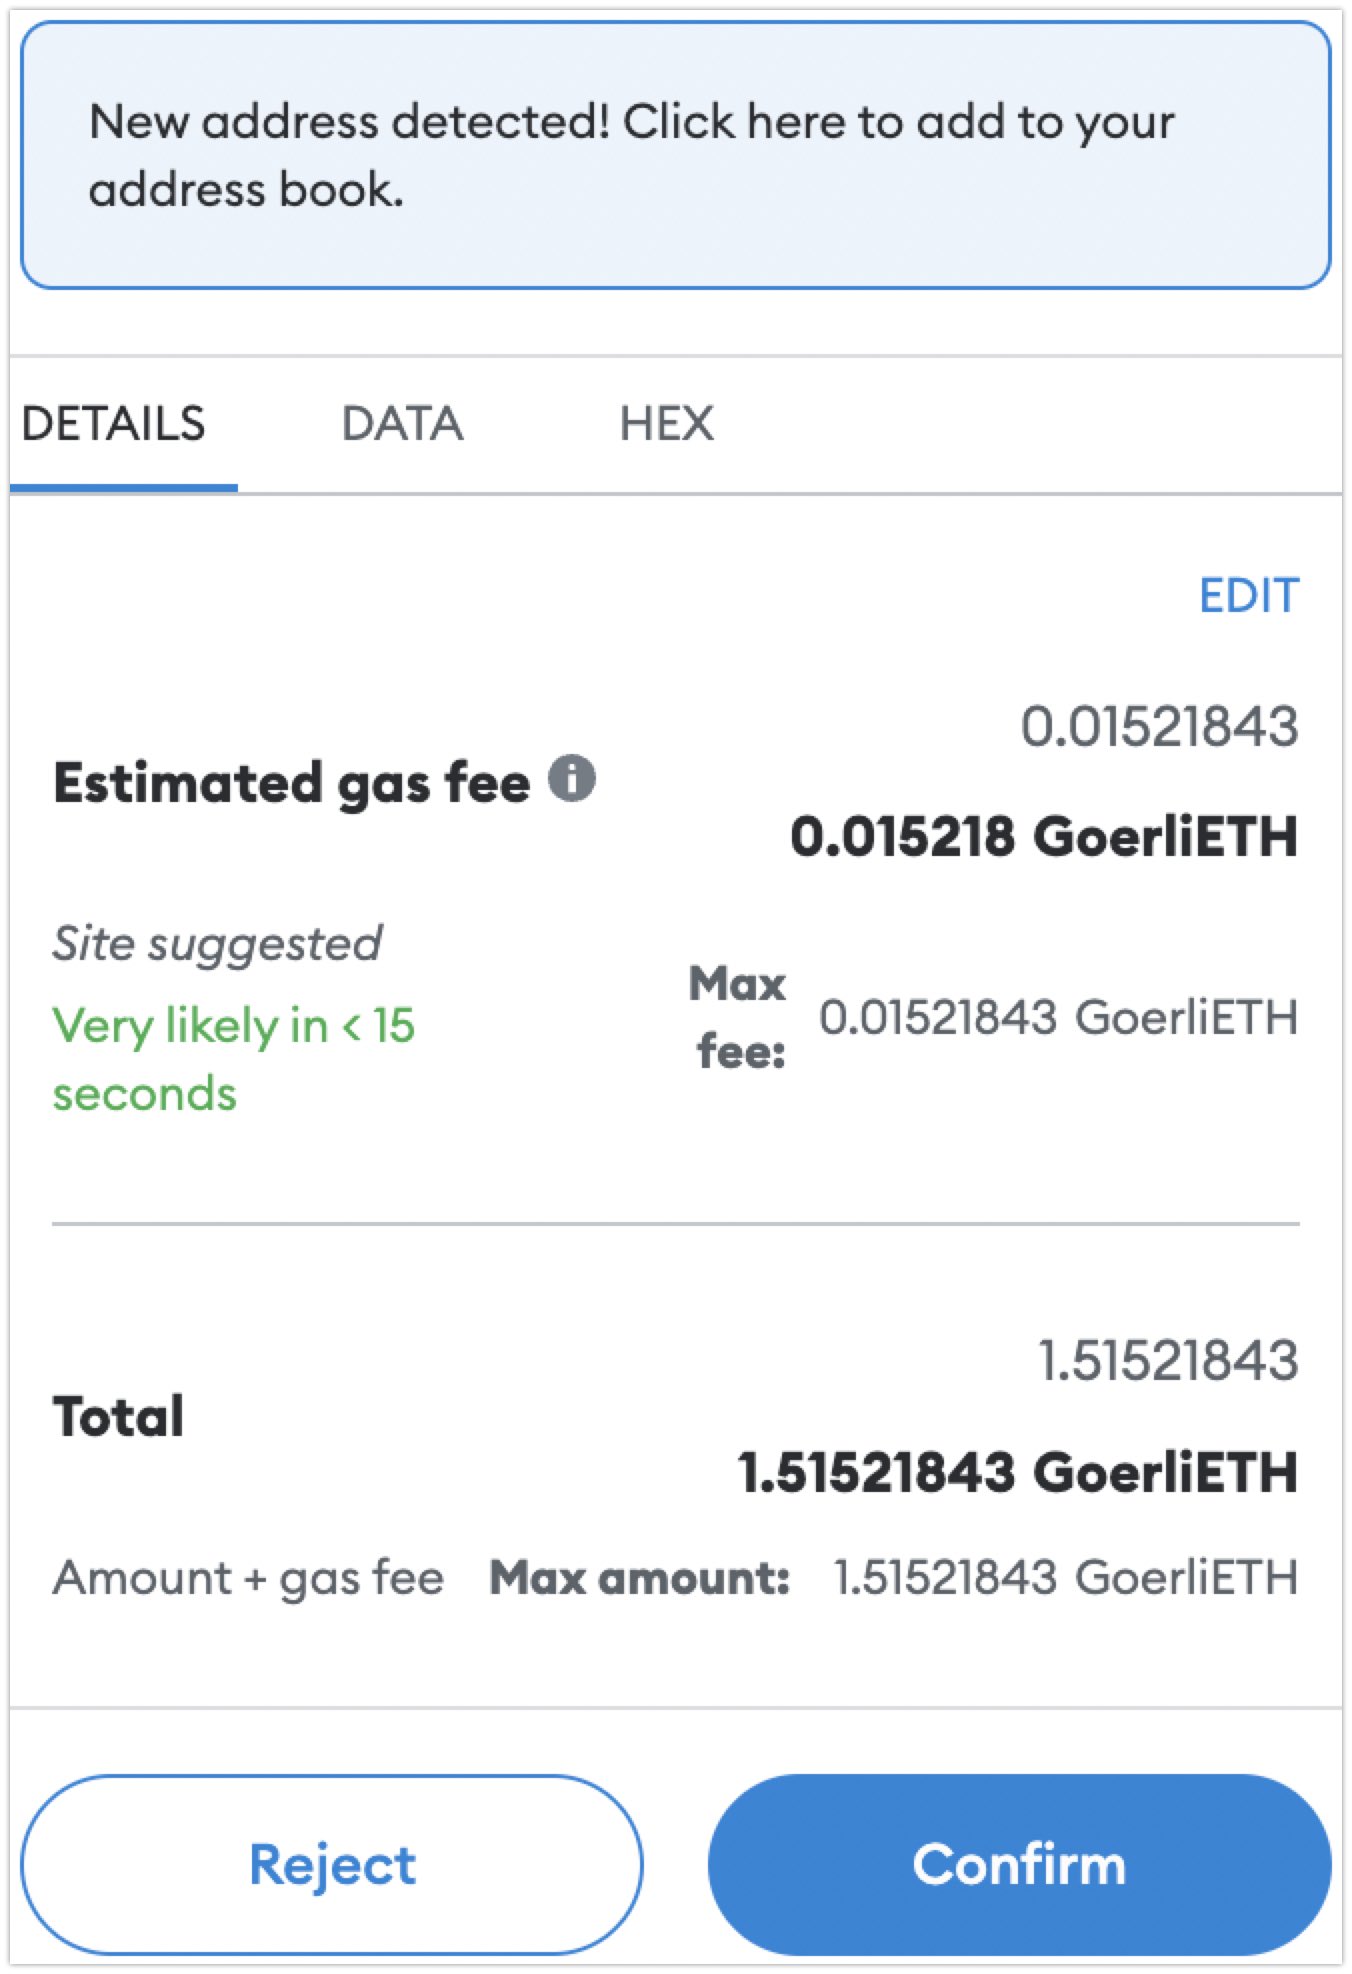 New address detected! Click here to add to your
address book.
DETAILS DATA HEX
EDIT
0.01521843
Estimated gas fee
0.015218 GoerliETH
Site suggested
Very likely in < 15
seconds
Max
fee:
0.01521843 GoerliETH
1.51521843
Total
1.51521843 GoerliETH
Amount + gas fee Max amount: 1.51521843 GoerliETH
Reject Confirm